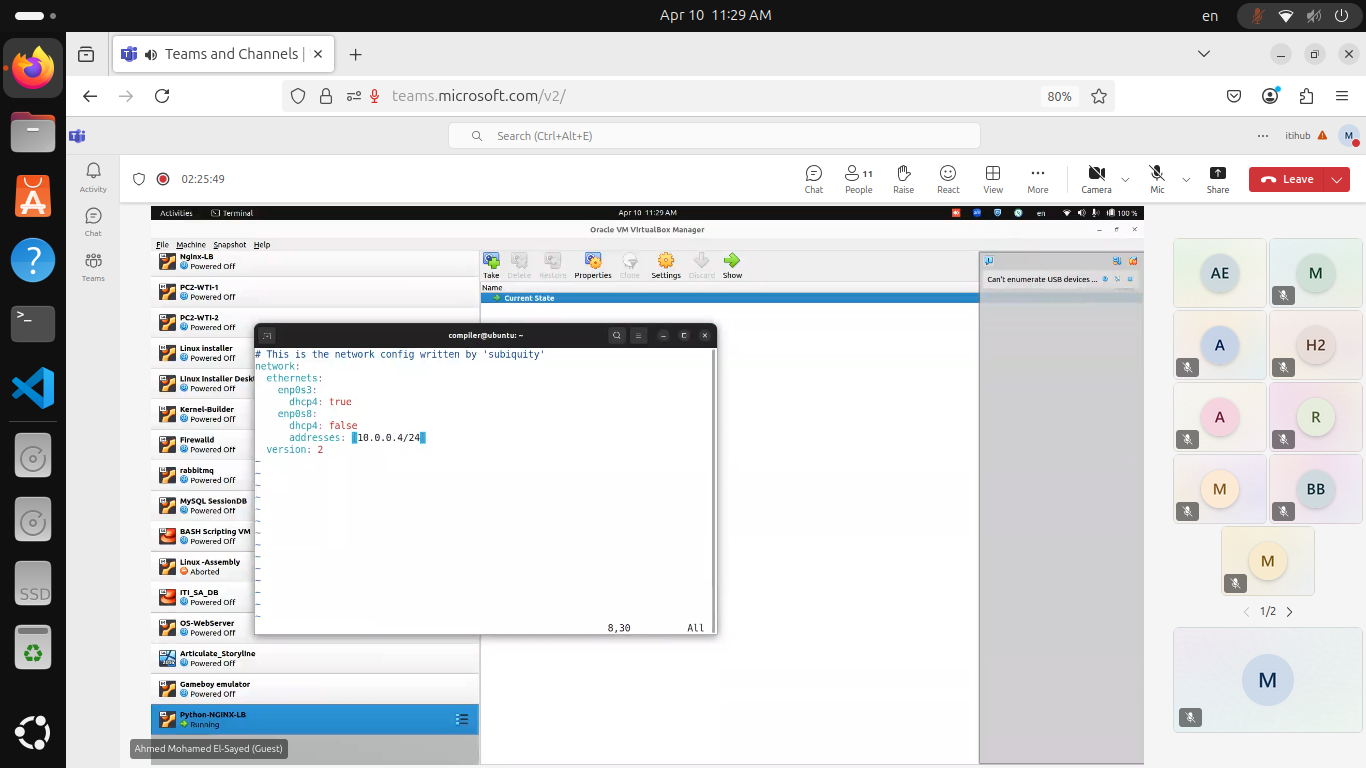 Apr 10 11:29 AM
en
Teams and Channels |
teams.microsoft.com/v2/
80%
Search (Ctrl+Alt+E)
itihub
M
Activity
Chat
Teams
02:25:49
Chat
People
11
Raise
React
View
More
Camera
Mic
Share
Leave
Activities
Terminal
Apr 10 11:29 AM
en
100 %
Oracle VM VirtualBox Manager
File Machine Snapshot Help
Nginx-LB
Powered Off
PC2-WTI-1
Powered Off
PC2-WTI-2
Powered Off
Linux installer
Powered Off
Linux Installer Desk
Powered Off
Kernel-Builder
Powered Off
Firewalld
Powered Off
rabbitmq
Powered Off
MySQL SessionDB
Powered Off
BASH Scripting VM
Powered Off
Linux -Assembly
Aborted
ITI_SA_DB
Powered Off
OS-WebServer
Powered Off
Articulate_Storyline
Powered Off
Gameboy emulator
Powered Off
Python-NGINX-LB
Running
Take Delete Restore Properties Clone Settings Discard Show
Name
Current State
Can't enumerate USB devices ...
compiler@ubuntu: ~
# This is the network config written by 'subiquity'
network:
  ethernets:
    enp0s3:
      dhcp4: true
    enp0s8:
      dhcp4: false
      addresses: [10.0.0.4/24]
  version: 2
~
~
~
~
~
~
~
~
~
~
~
~
~
~
8,30 All
Ahmed Mohamed El-Sayed (Guest)
AE
M
A
H2
A
R
M
BB
M
1/2
M
>_
?
SSD